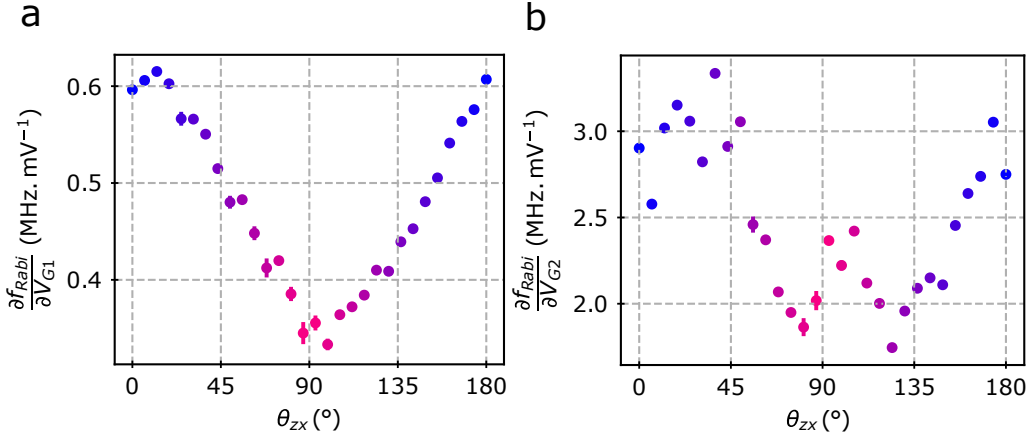 a
b
0.6
0.5
0.4
∂f_Rabi/∂V_G1 (MHz. mV⁻¹)
0 45 90 135 180
θ_zx (°)
3.0
2.5
2.0
∂f_Rabi/∂V_G2 (MHz. mV⁻¹)
0 45 90 135 180
θ_zx (°)